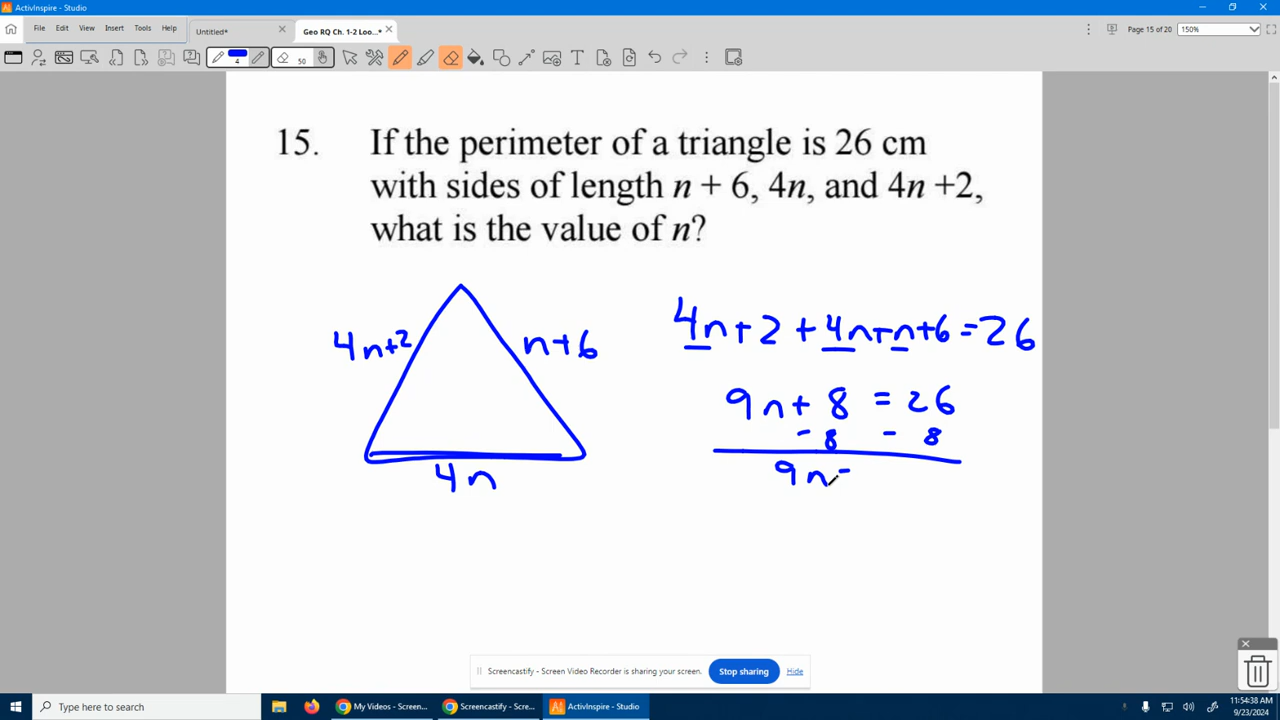 ActivInspire - Studio
File Edit View Insert Tools Help
Untitled*
Geo RQ Ch. 1-2 Loo...*
Page 15 of 20
150%
4
50
15. If the perimeter of a triangle is 26 cm
with sides of length n + 6, 4n, and 4n +2,
what is the value of n?
4n+2
n+6
4n
4n+2+4n+n+6=26
9n+8=26
-8 -8
9n=
Screencastify - Screen Video Recorder is sharing your screen.
Stop sharing
Hide
Type here to search
My Videos - Screen...
Screencastify - Scre...
ActivInspire - Studio
11:54:38 AM
9/23/2024